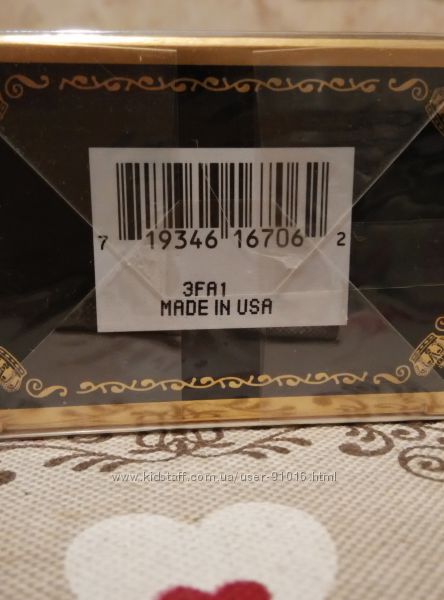 7 19346 16706 2
3FA1
MADE IN USA
www.kidstaff.com.ua/user-91016.html